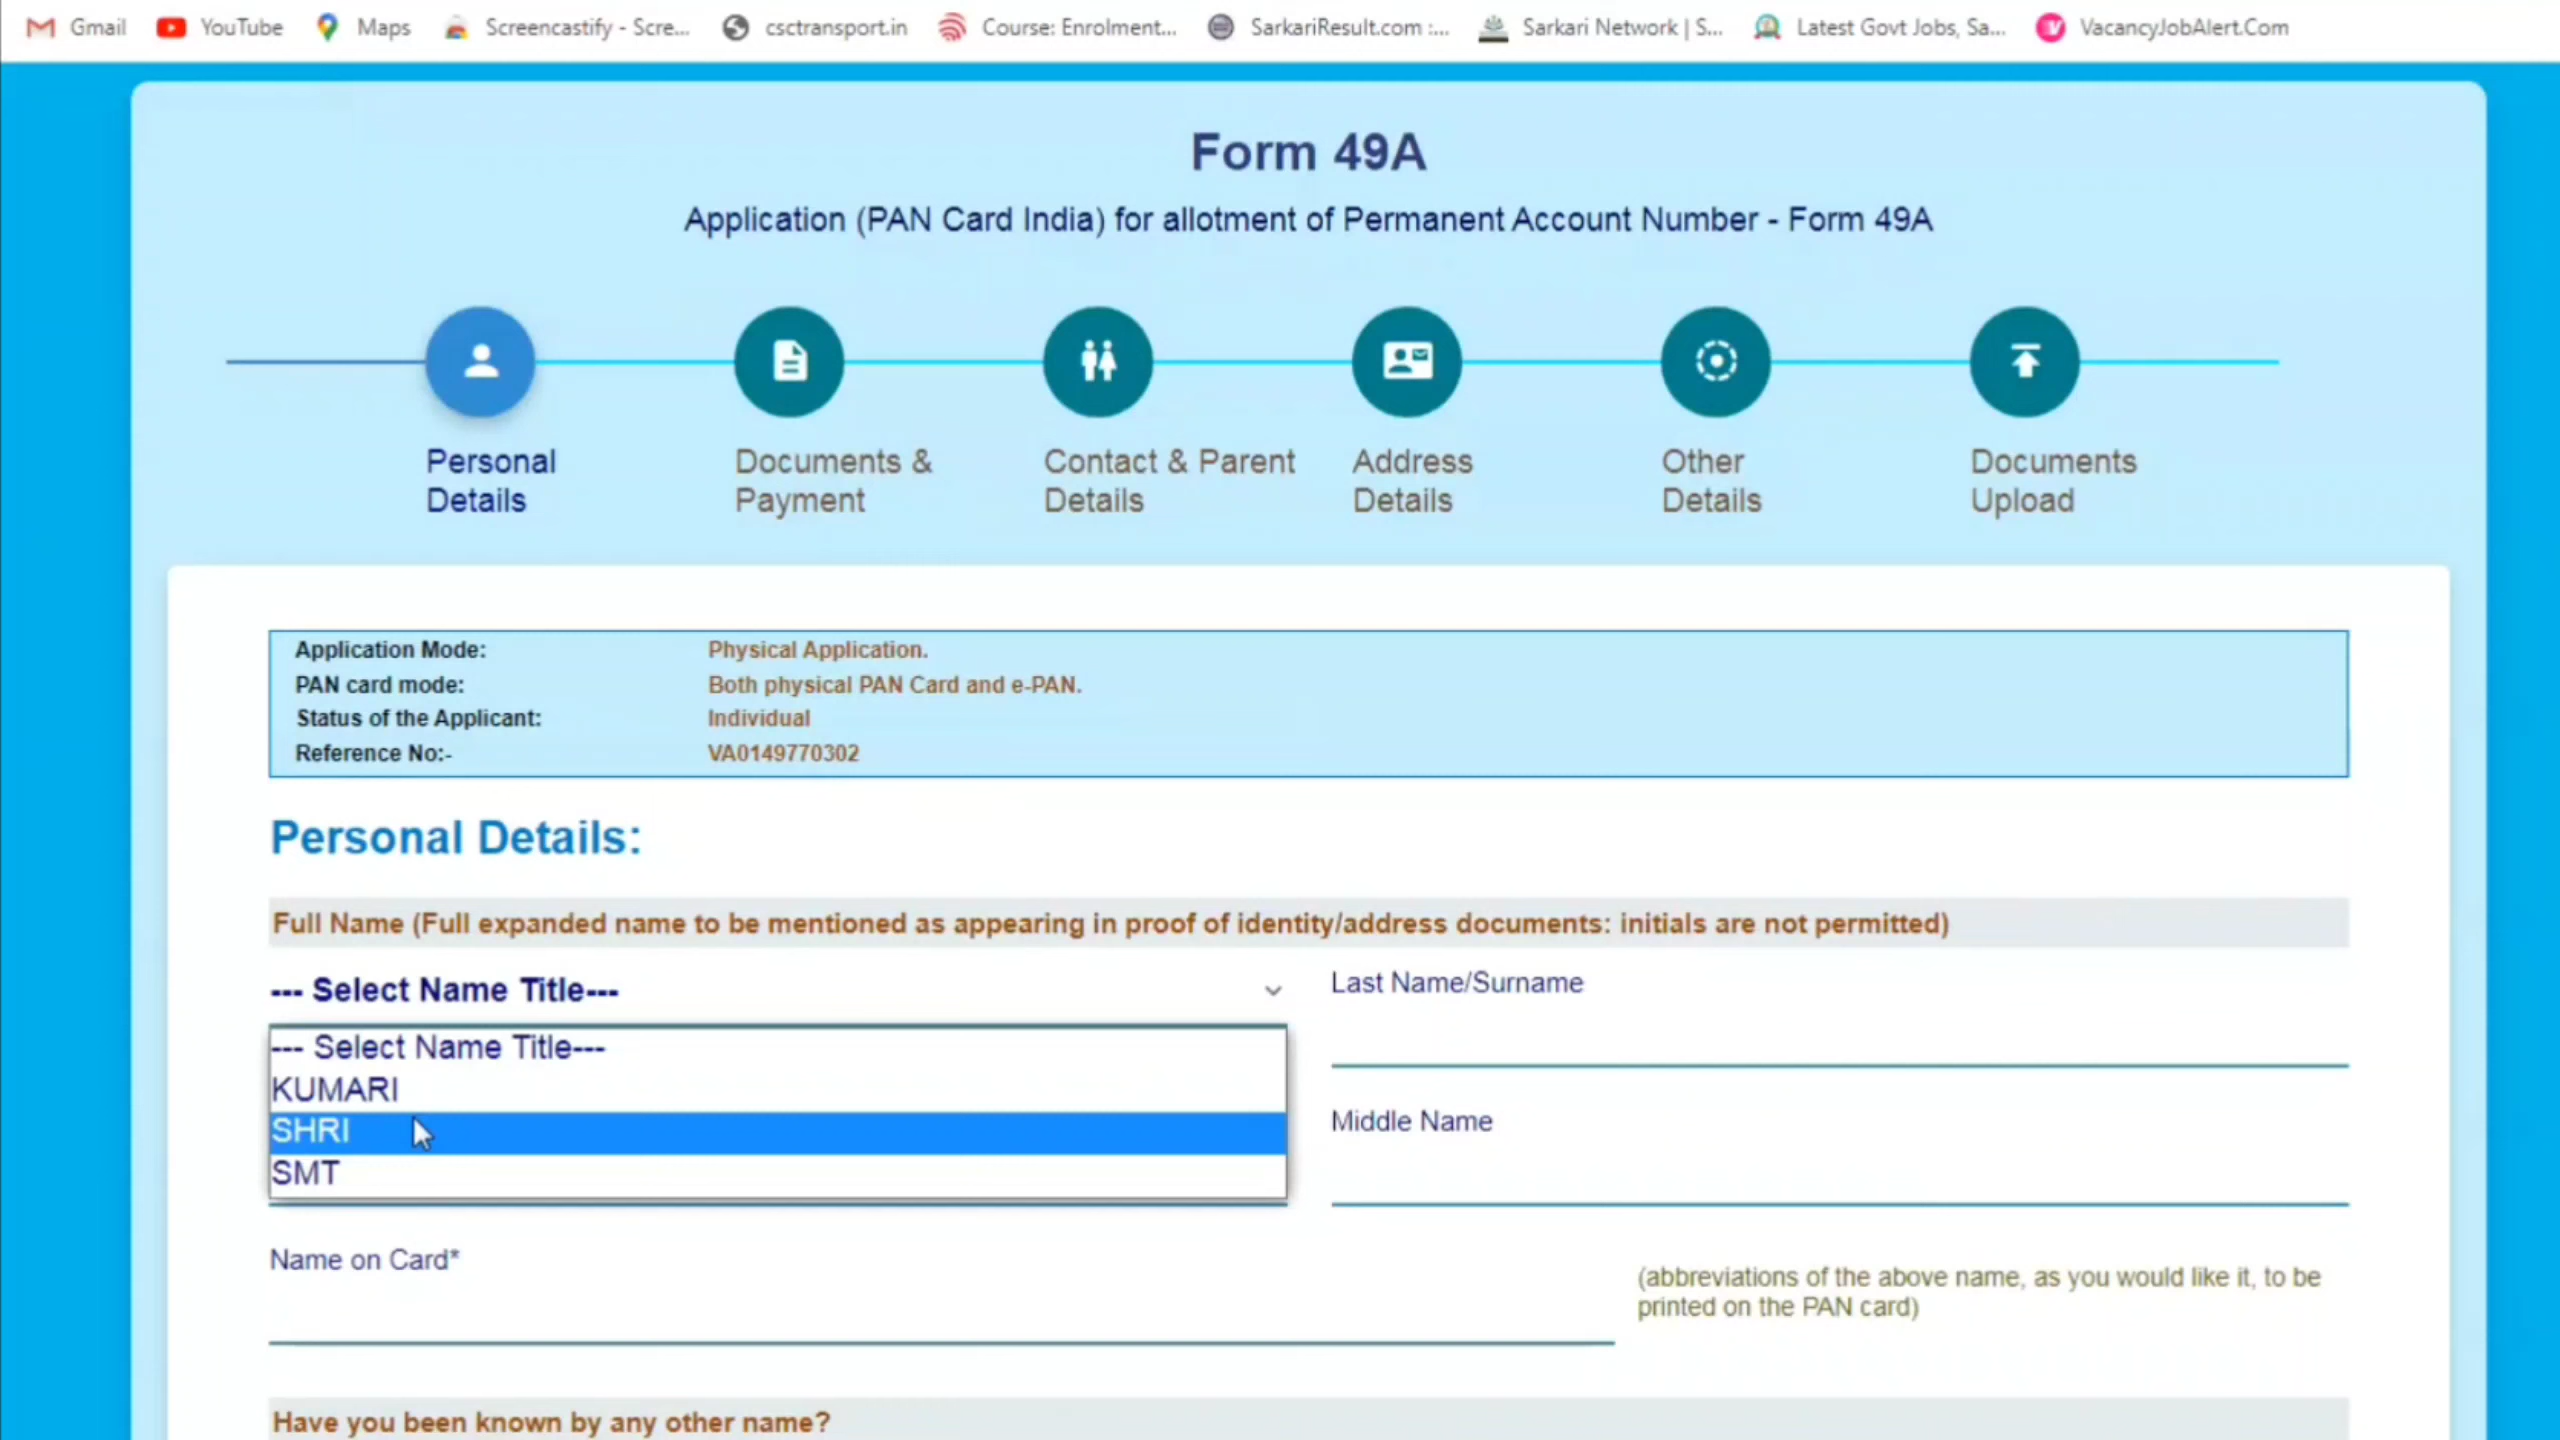 Gmail YouTube Maps Screencastify - Scre... csctransport.in Course: Enrolment... SarkariResult.com :... Sarkari Network | S... Latest Govt Jobs, Sa... VacancyJobAlert.Com
Form 49A
Application (PAN Card India) for allotment of Permanent Account Number - Form 49A
Personal Details
Documents & Payment
Contact & Parent Details
Address Details
Other Details
Documents Upload
Application Mode: Physical Application.
PAN card mode: Both physical PAN Card and e-PAN.
Status of the Applicant: Individual
Reference No:- VA0149770302
Personal Details:
Full Name (Full expanded name to be mentioned as appearing in proof of identity/address documents: initials are not permitted)
--- Select Name Title---
Last Name/Surname
--- Select Name Title---
KUMARI
SHRI
SMT
Middle Name
Name on Card*
(abbreviations of the above name, as you would like it, to be
printed on the PAN card)
Have you been known by any other name?